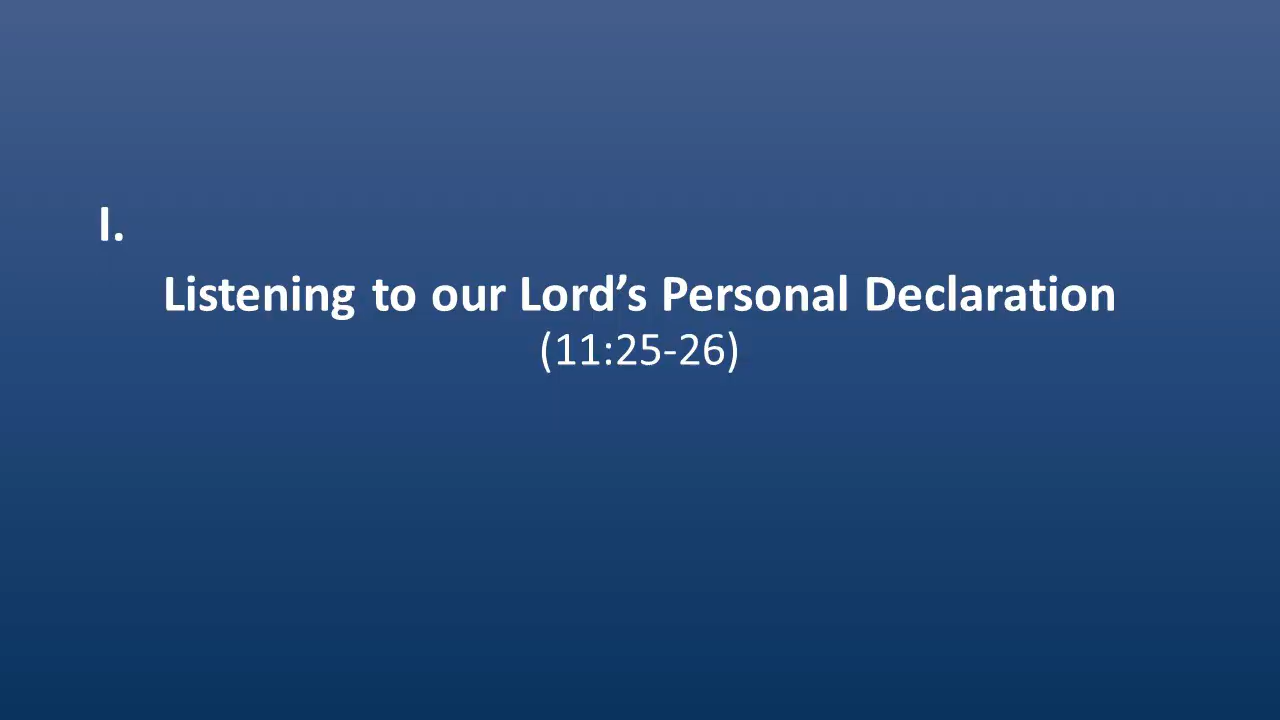 I.
Listening to our Lord’s Personal Declaration
(11:25-26)